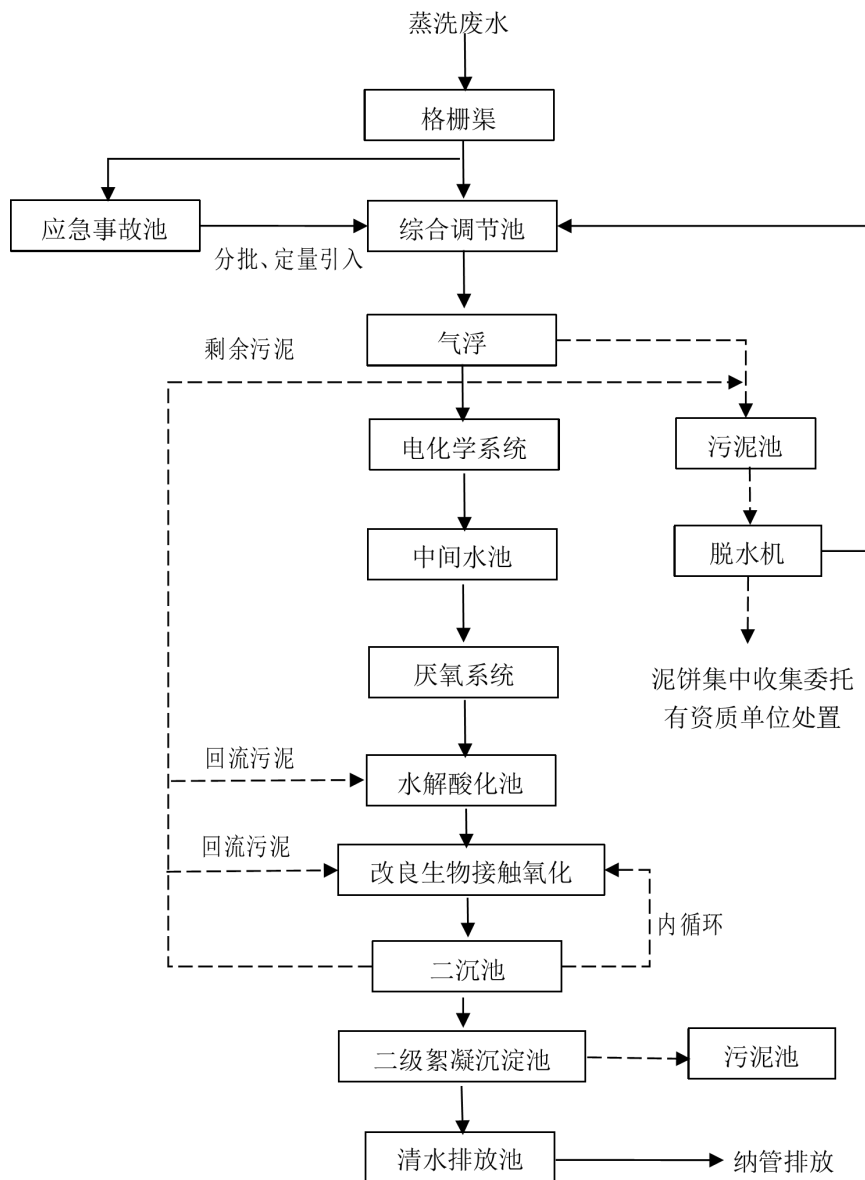 蒸洗废水
格栅渠
应急事故池
综合调节池
分批、定量引入
气浮
剩余污泥
电化学系统
污泥池
中间水池
脱水机
厌氧系统
泥饼集中收集委托
有资质单位处置
回流污泥
水解酸化池
回流污泥
改良生物接触氧化
内循环
二沉池
二级絮凝沉淀池
污泥池
清水排放池
纳管排放